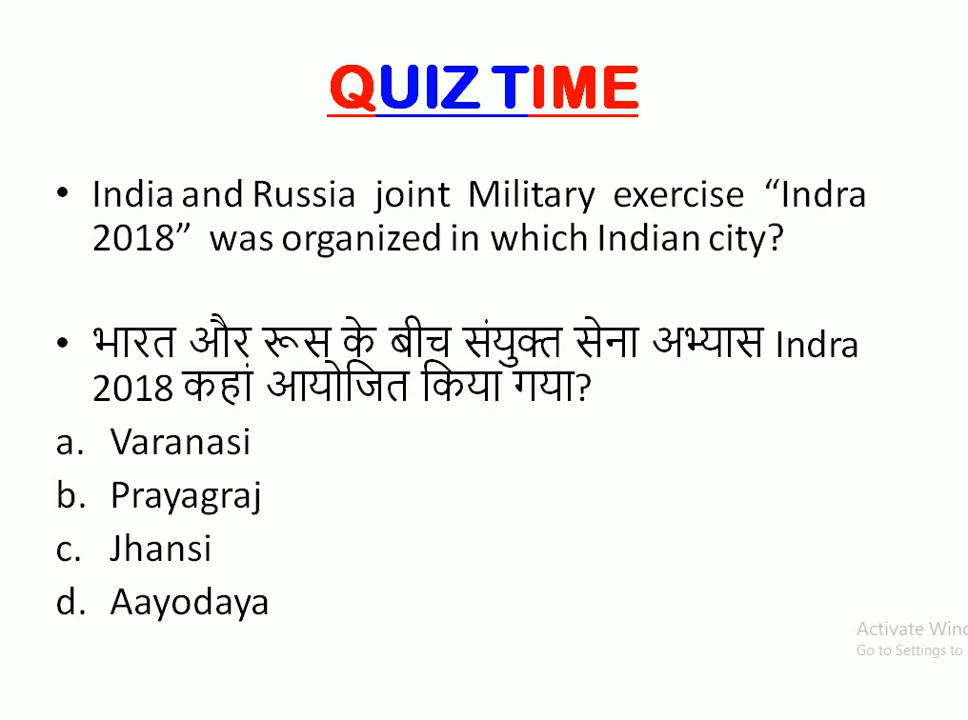 QUIZ TIME
• India and Russia joint Military exercise “Indra
2018” was organized in which Indian city?
• भारत और रूस के बीच संयुक्त सेना अभ्यास Indra
2018 कहां आयोजित किया गया?
a. Varanasi
b. Prayagraj
c. Jhansi
d. Aayodaya
Activate Wind
Go to Settings to